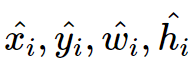 x̂ᵢ, ŷᵢ, ŵᵢ, ĥᵢ